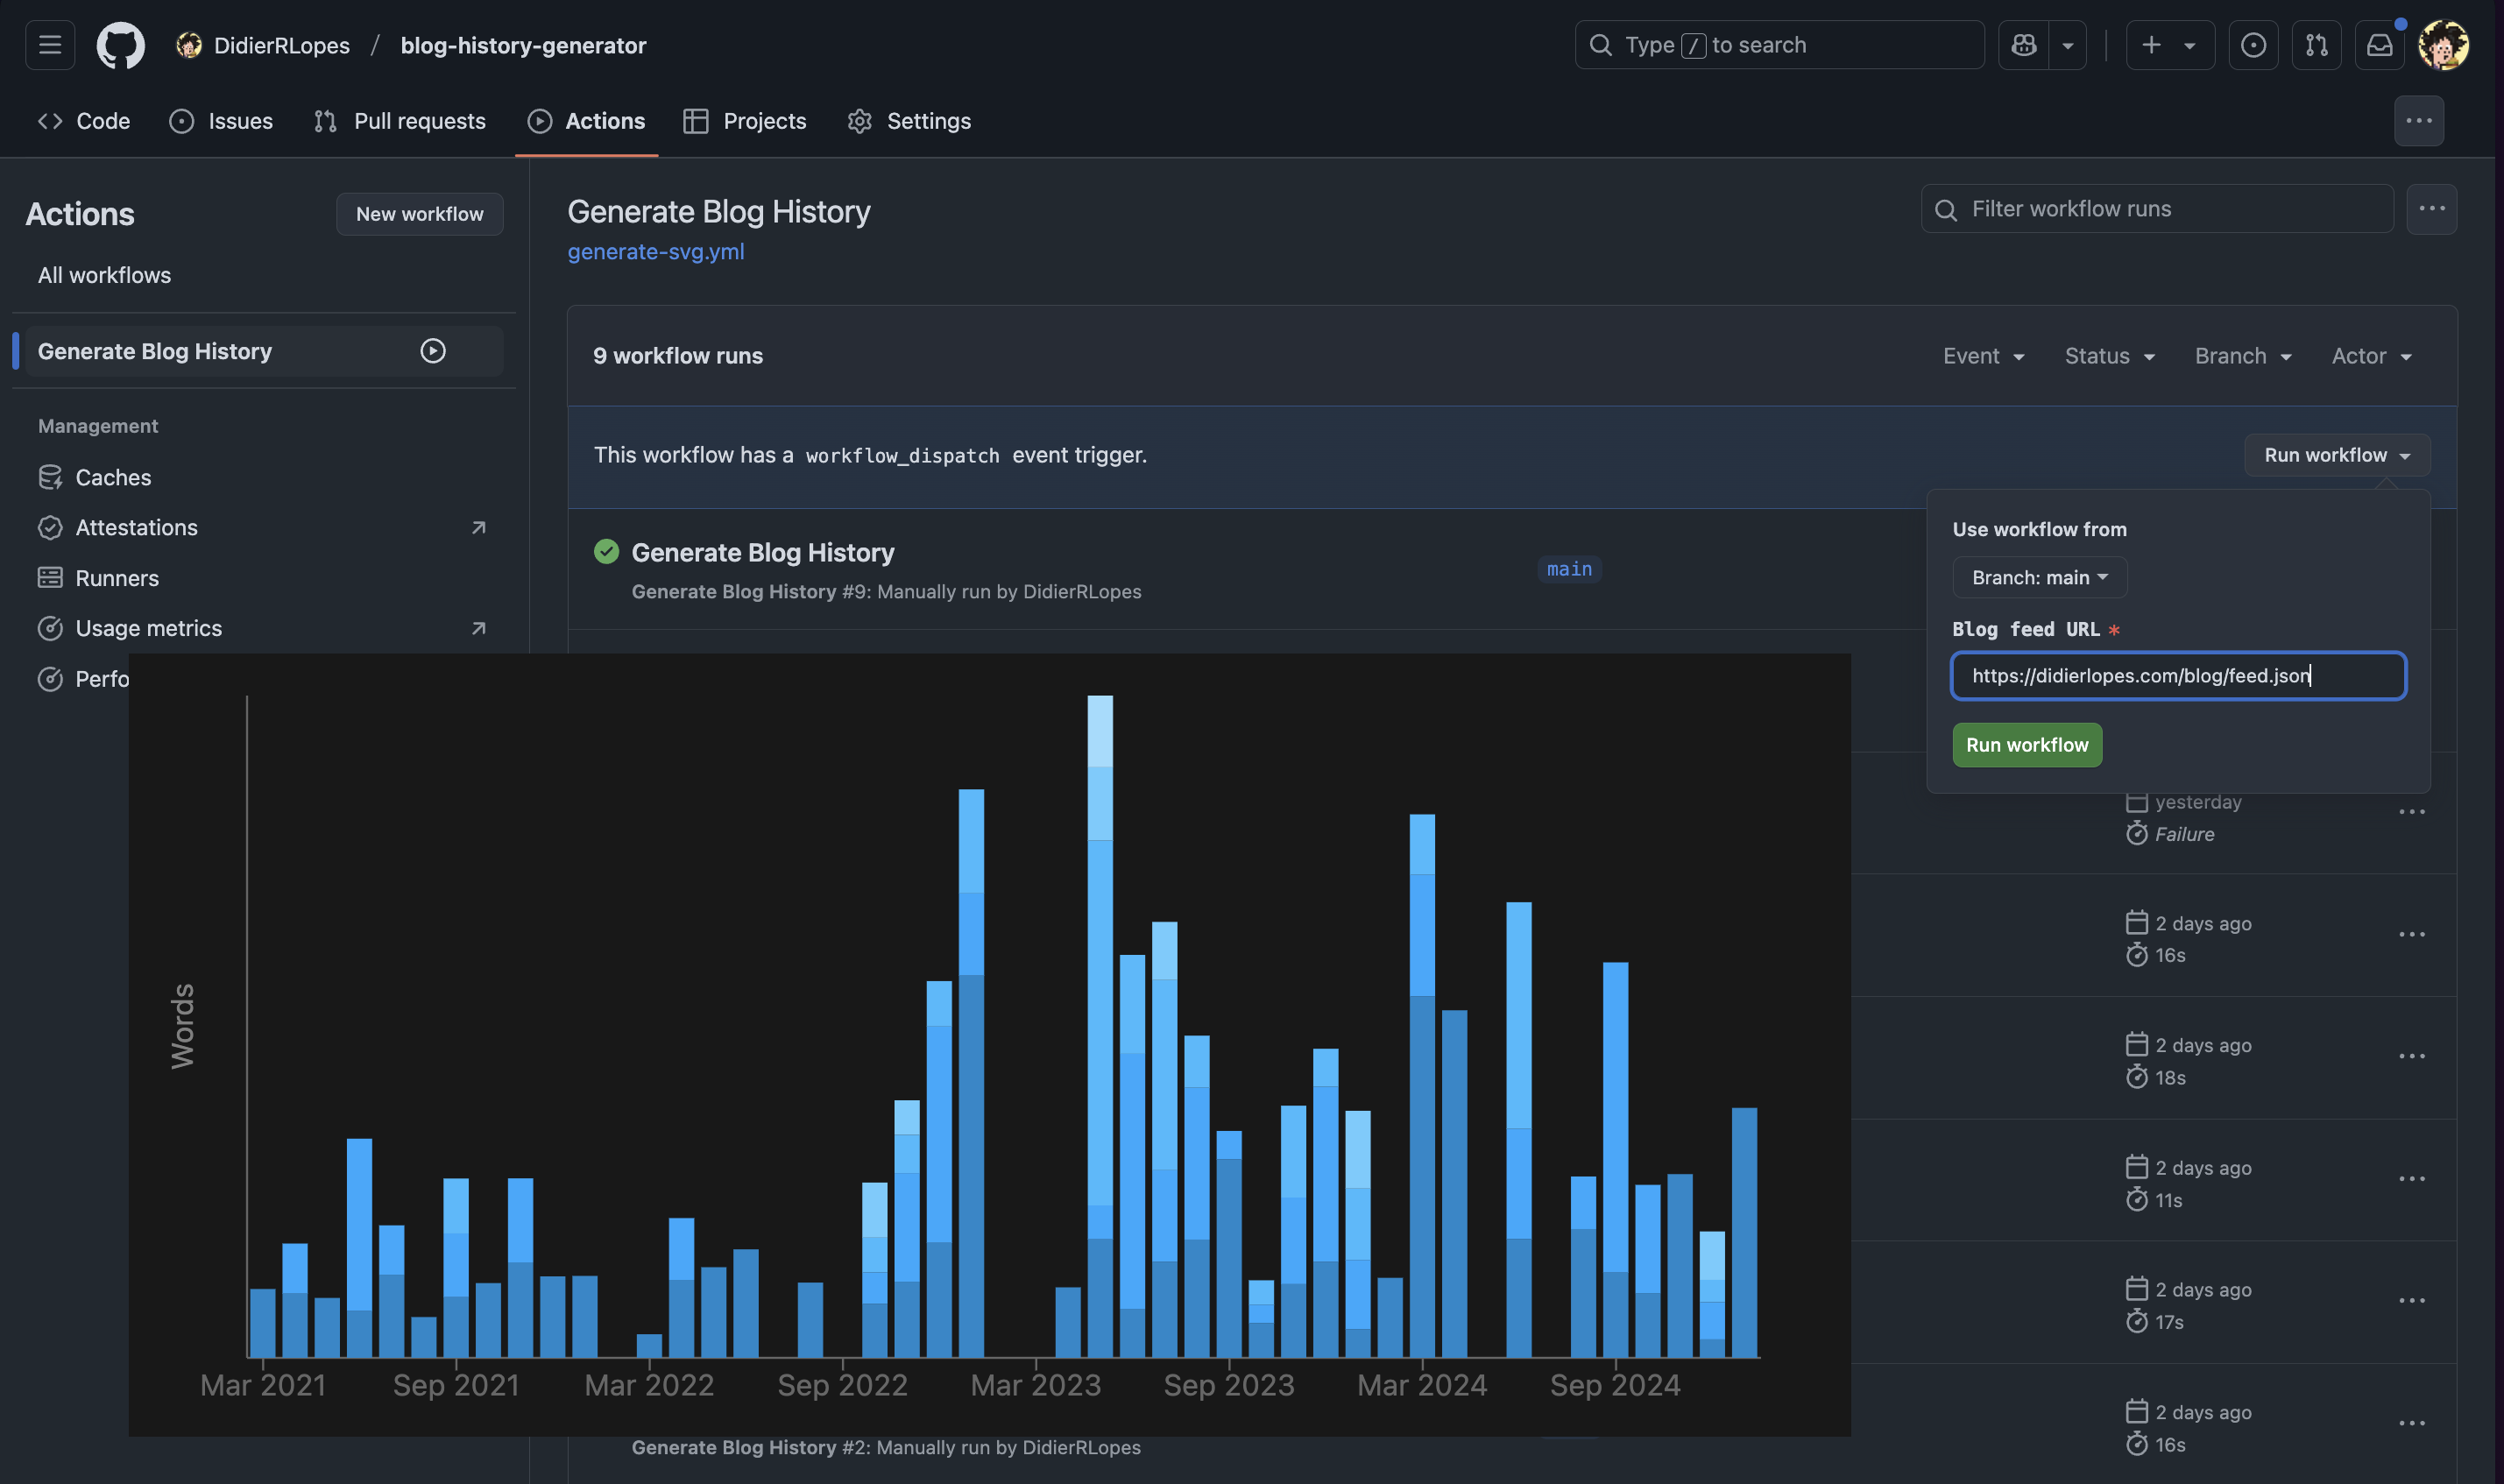 DidierRLopes / blog-history-generator
Type / to search
Code
Issues
Pull requests
Actions
Projects
Settings
Actions
New workflow
All workflows
Generate Blog History
Management
Caches
Attestations
Runners
Usage metrics
Perfo
Generate Blog History
generate-svg.yml
Filter workflow runs
9 workflow runs
Event
Status
Branch
Actor
This workflow has a workflow_dispatch event trigger.
Run workflow
Use workflow from
Branch: main
Blog feed URL *
https://didierlopes.com/blog/feed.json
Run workflow
Generate Blog History
Generate Blog History #9: Manually run by DidierRLopes
main
yesterday
Failure
2 days ago
16s
2 days ago
18s
2 days ago
11s
2 days ago
17s
2 days ago
16s
Words
Mar 2021
Sep 2021
Mar 2022
Sep 2022
Mar 2023
Sep 2023
Mar 2024
Sep 2024
Generate Blog History #2: Manually run by DidierRLopes